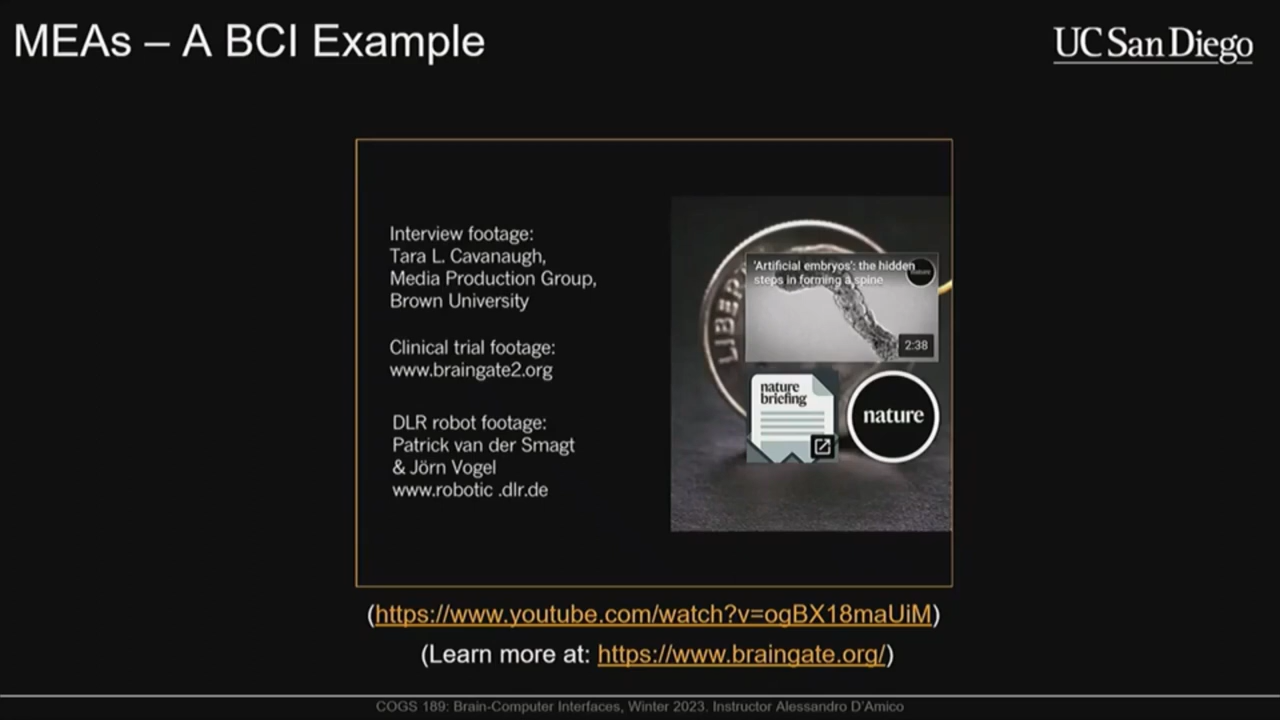 MEAs – A BCI Example
UC San Diego
Interview footage:
Tara L. Cavanaugh,
Media Production Group,
Brown University
Clinical trial footage:
www.braingate2.org
DLR robot footage:
Patrick van der Smagt
& Jörn Vogel
www.robotic .dlr.de
LIBER
'Artificial embryos': the hidden
steps in forming a spine
nature
2:38
nature
briefing
nature
(https://www.youtube.com/watch?v=ogBX18maUiM)
(Learn more at: https://www.braingate.org/)
COGS 189: Brain-Computer Interfaces, Winter 2023. Instructor Alessandro D'Amico